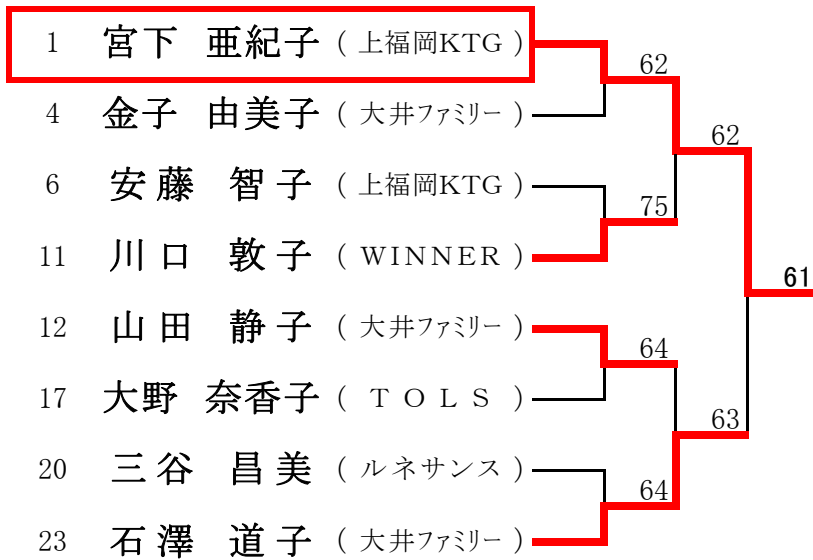 1 宮下 亜紀子 ( 上福岡KTG )
62
4 金子 由美子 ( 大井ファミリー )
62
6 安藤 智子 ( 上福岡KTG )
75
11 川口 敦子 ( WINNER )
61
12 山田 静子 ( 大井ファミリー )
64
17 大野 奈香子 ( TOLS )
63
20 三谷 昌美 ( ルネサンス )
64
23 石澤 道子 ( 大井ファミリー )